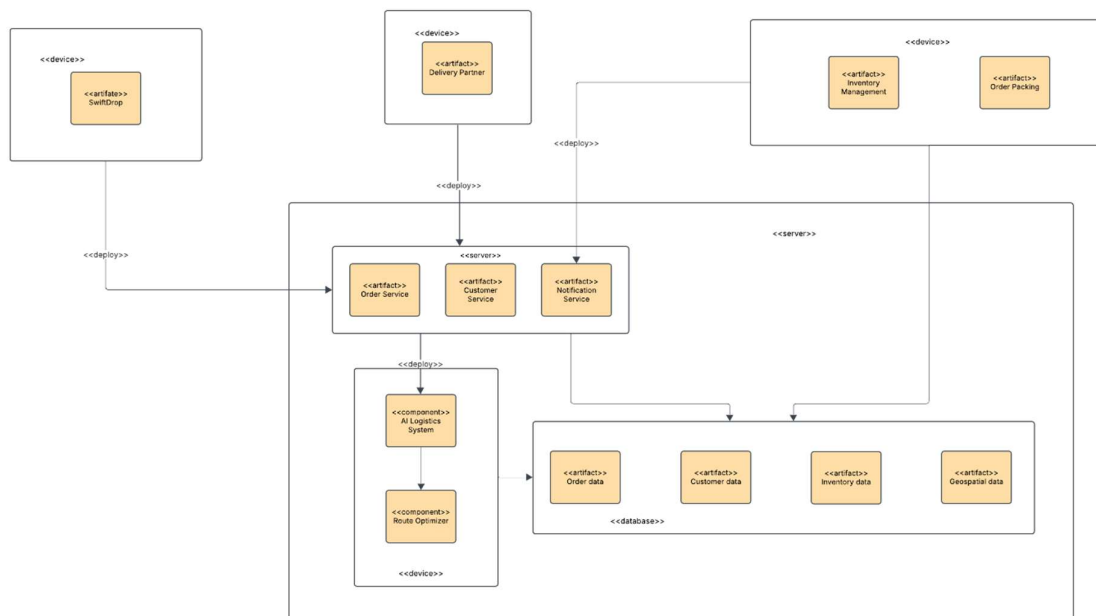 <<device>>
<<artifate>>
SwiftDrop
<<device>>
<<artifact>>
Delivery Partner
<<device>>
<<artifact>>
Inventory
Management
<<artifact>>
Order Packing
<<deploy>>
<<deploy>>
<<deploy>>
<<server>>
<<server>>
<<artifact>>
Order Service
<<artifact>>
Customer
Service
<<artifact>>
Notification
Service
<<deploy>>
<<component>>
AI Logistics
System
<<component>>
Route Optimizer
<<device>>
<<artifact>>
Order data
<<artifact>>
Customer data
<<artifact>>
Inventory data
<<artifact>>
Geospatial data
<<database>>